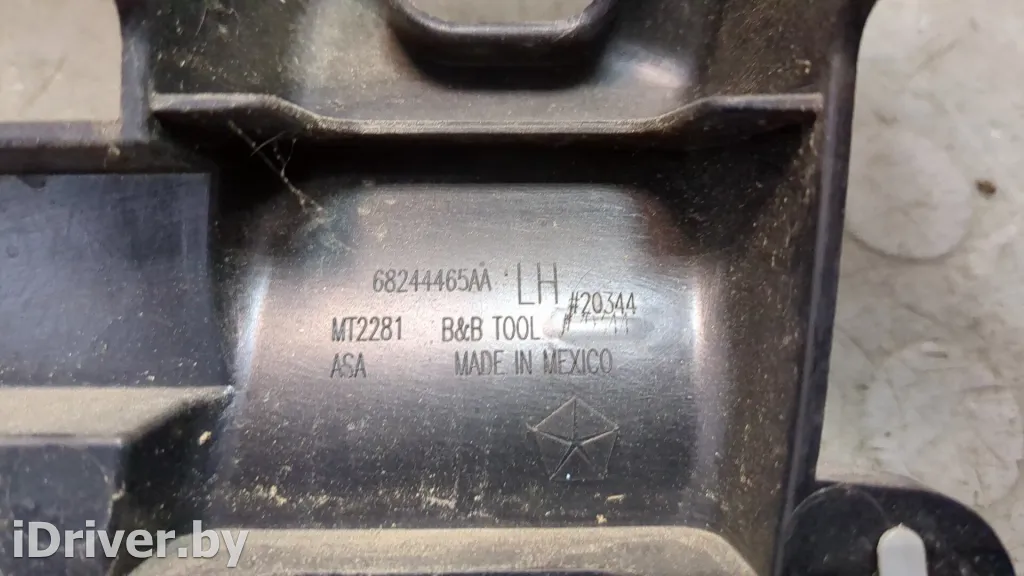 68244465AA LH
#20344
MT2281 B&B TOOL
ASA MADE IN MEXICO
iDriver.by